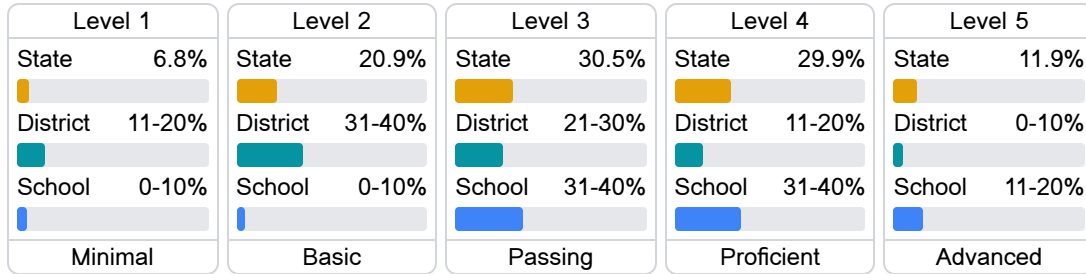 Level 1
State 6.8%
District 11-20%
School 0-10%
Minimal
Level 2
State 20.9%
District 31-40%
School 0-10%
Basic
Level 3
State 30.5%
District 21-30%
School 31-40%
Passing
Level 4
State 29.9%
District 11-20%
School 31-40%
Proficient
Level 5
State 11.9%
District 0-10%
School 11-20%
Advanced